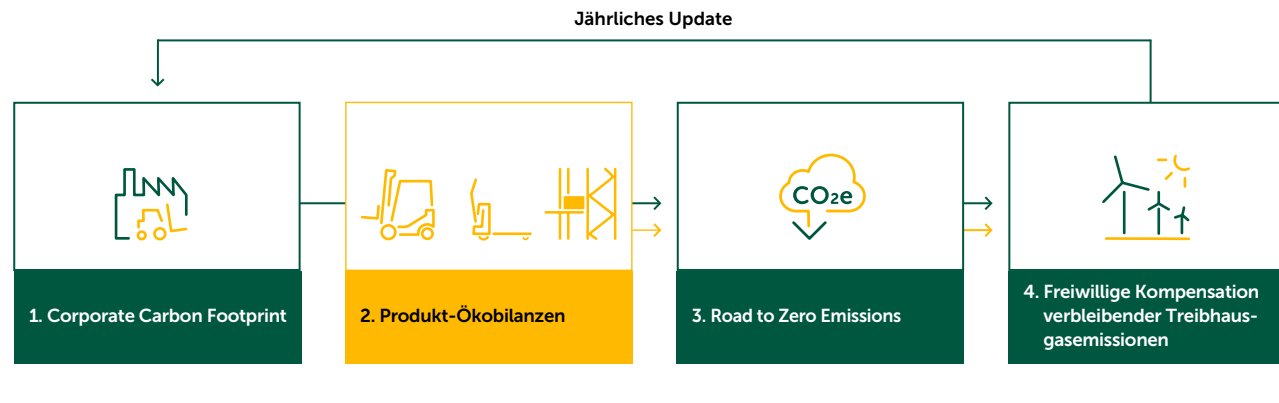 Jährliches Update
CO₂e
1. Corporate Carbon Footprint
2. Produkt-Ökobilanzen
3. Road to Zero Emissions
4. Freiwillige Kompensation
verbleibender Treibhaus-
gasemissionen